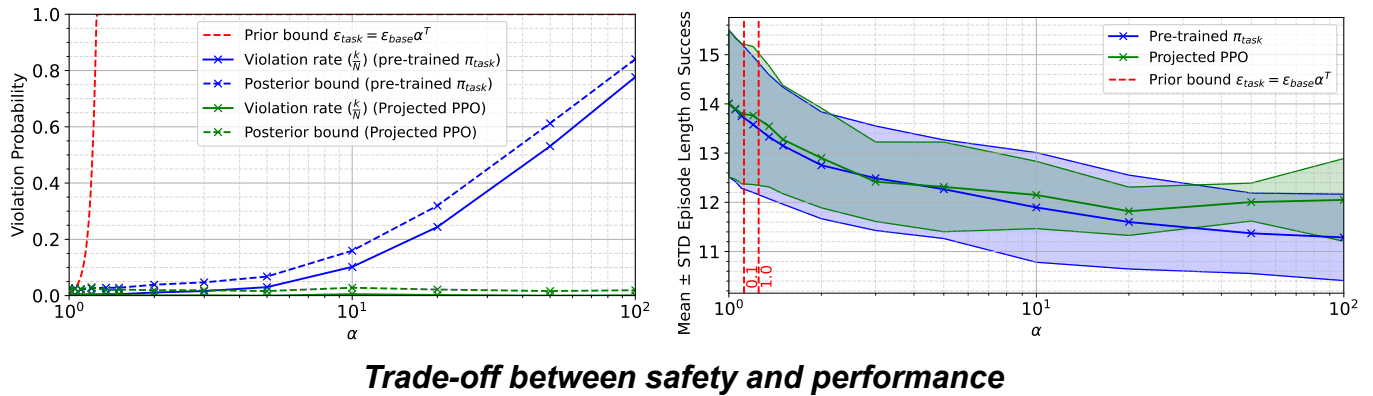 Violation Probability
1.0
0.8
0.6
0.4
0.2
0.0
Prior bound ε_task = ε_base α^T
Violation rate (k/N) (pre-trained π_task)
Posterior bound (pre-trained π_task)
Violation rate (k/N) (Projected PPO)
Posterior bound (Projected PPO)
10^0
10^1
10^2
α
Mean ± STD Episode Length on Success
15
14
13
12
11
Pre-trained π_task
Projected PPO
Prior bound ε_task = ε_base α^T
0.1
1.0
10^0
10^1
10^2
α
Trade-off between safety and performance